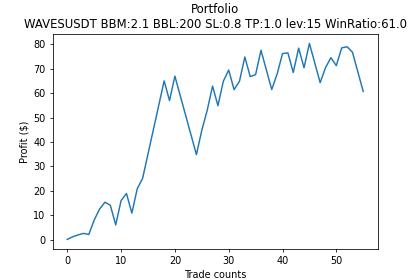 Portfolio
WAVESUSDT BBM:2.1 BBL:200 SL:0.8 TP:1.0 lev:15 WinRatio:61.0
80
70
60
50
40
30
20
10
0
Profit ($)
0 10 20 30 40 50
Trade counts